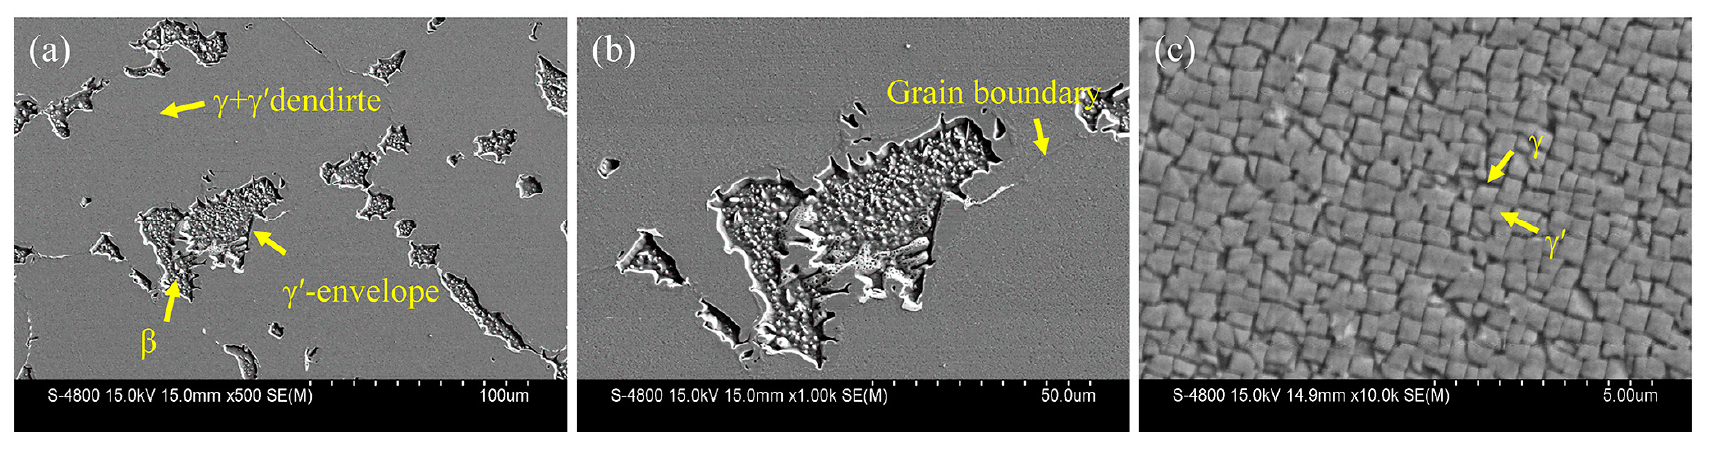 (a)
γ+γ′dendirte
γ′-envelope
β
S-4800 15.0kV 15.0mm x500 SE(M)
100um
(b)
Grain boundary
S-4800 15.0kV 15.0mm x1.00k SE(M)
50.0um
(c)
γ
γ′
S-4800 15.0kV 14.9mm x10.0k SE(M)
5.00um